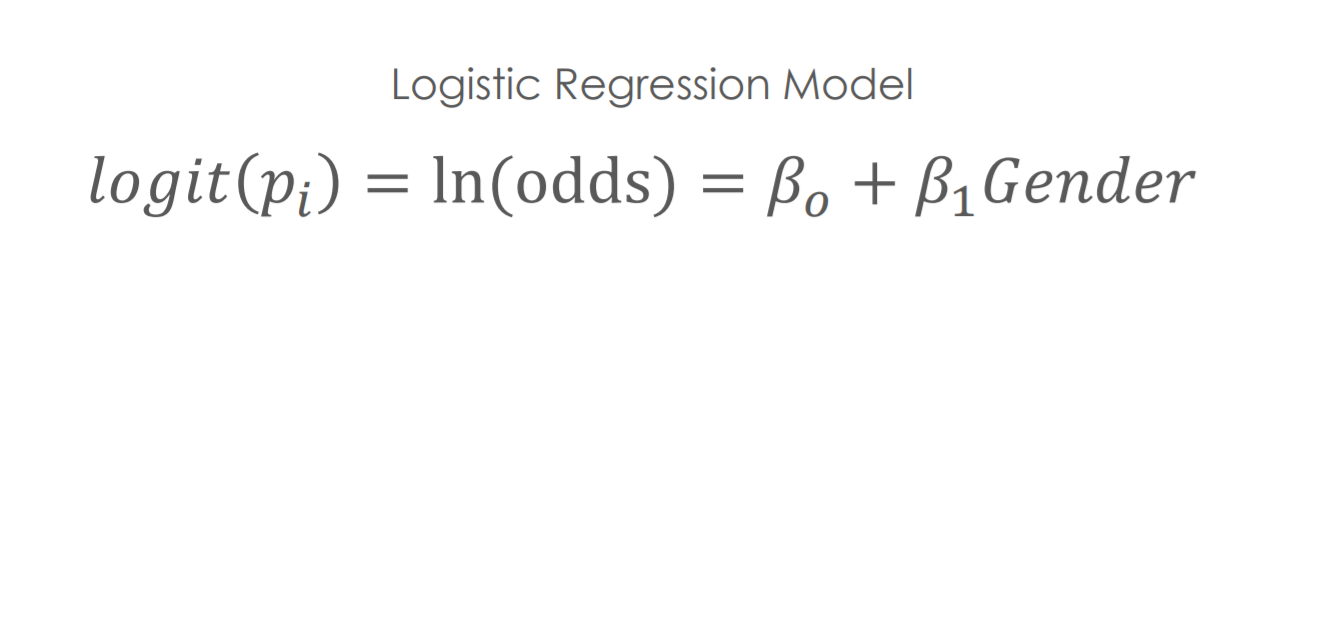 Logistic Regression Model
logit(pᵢ) = ln(odds) = βₒ + β₁Gender